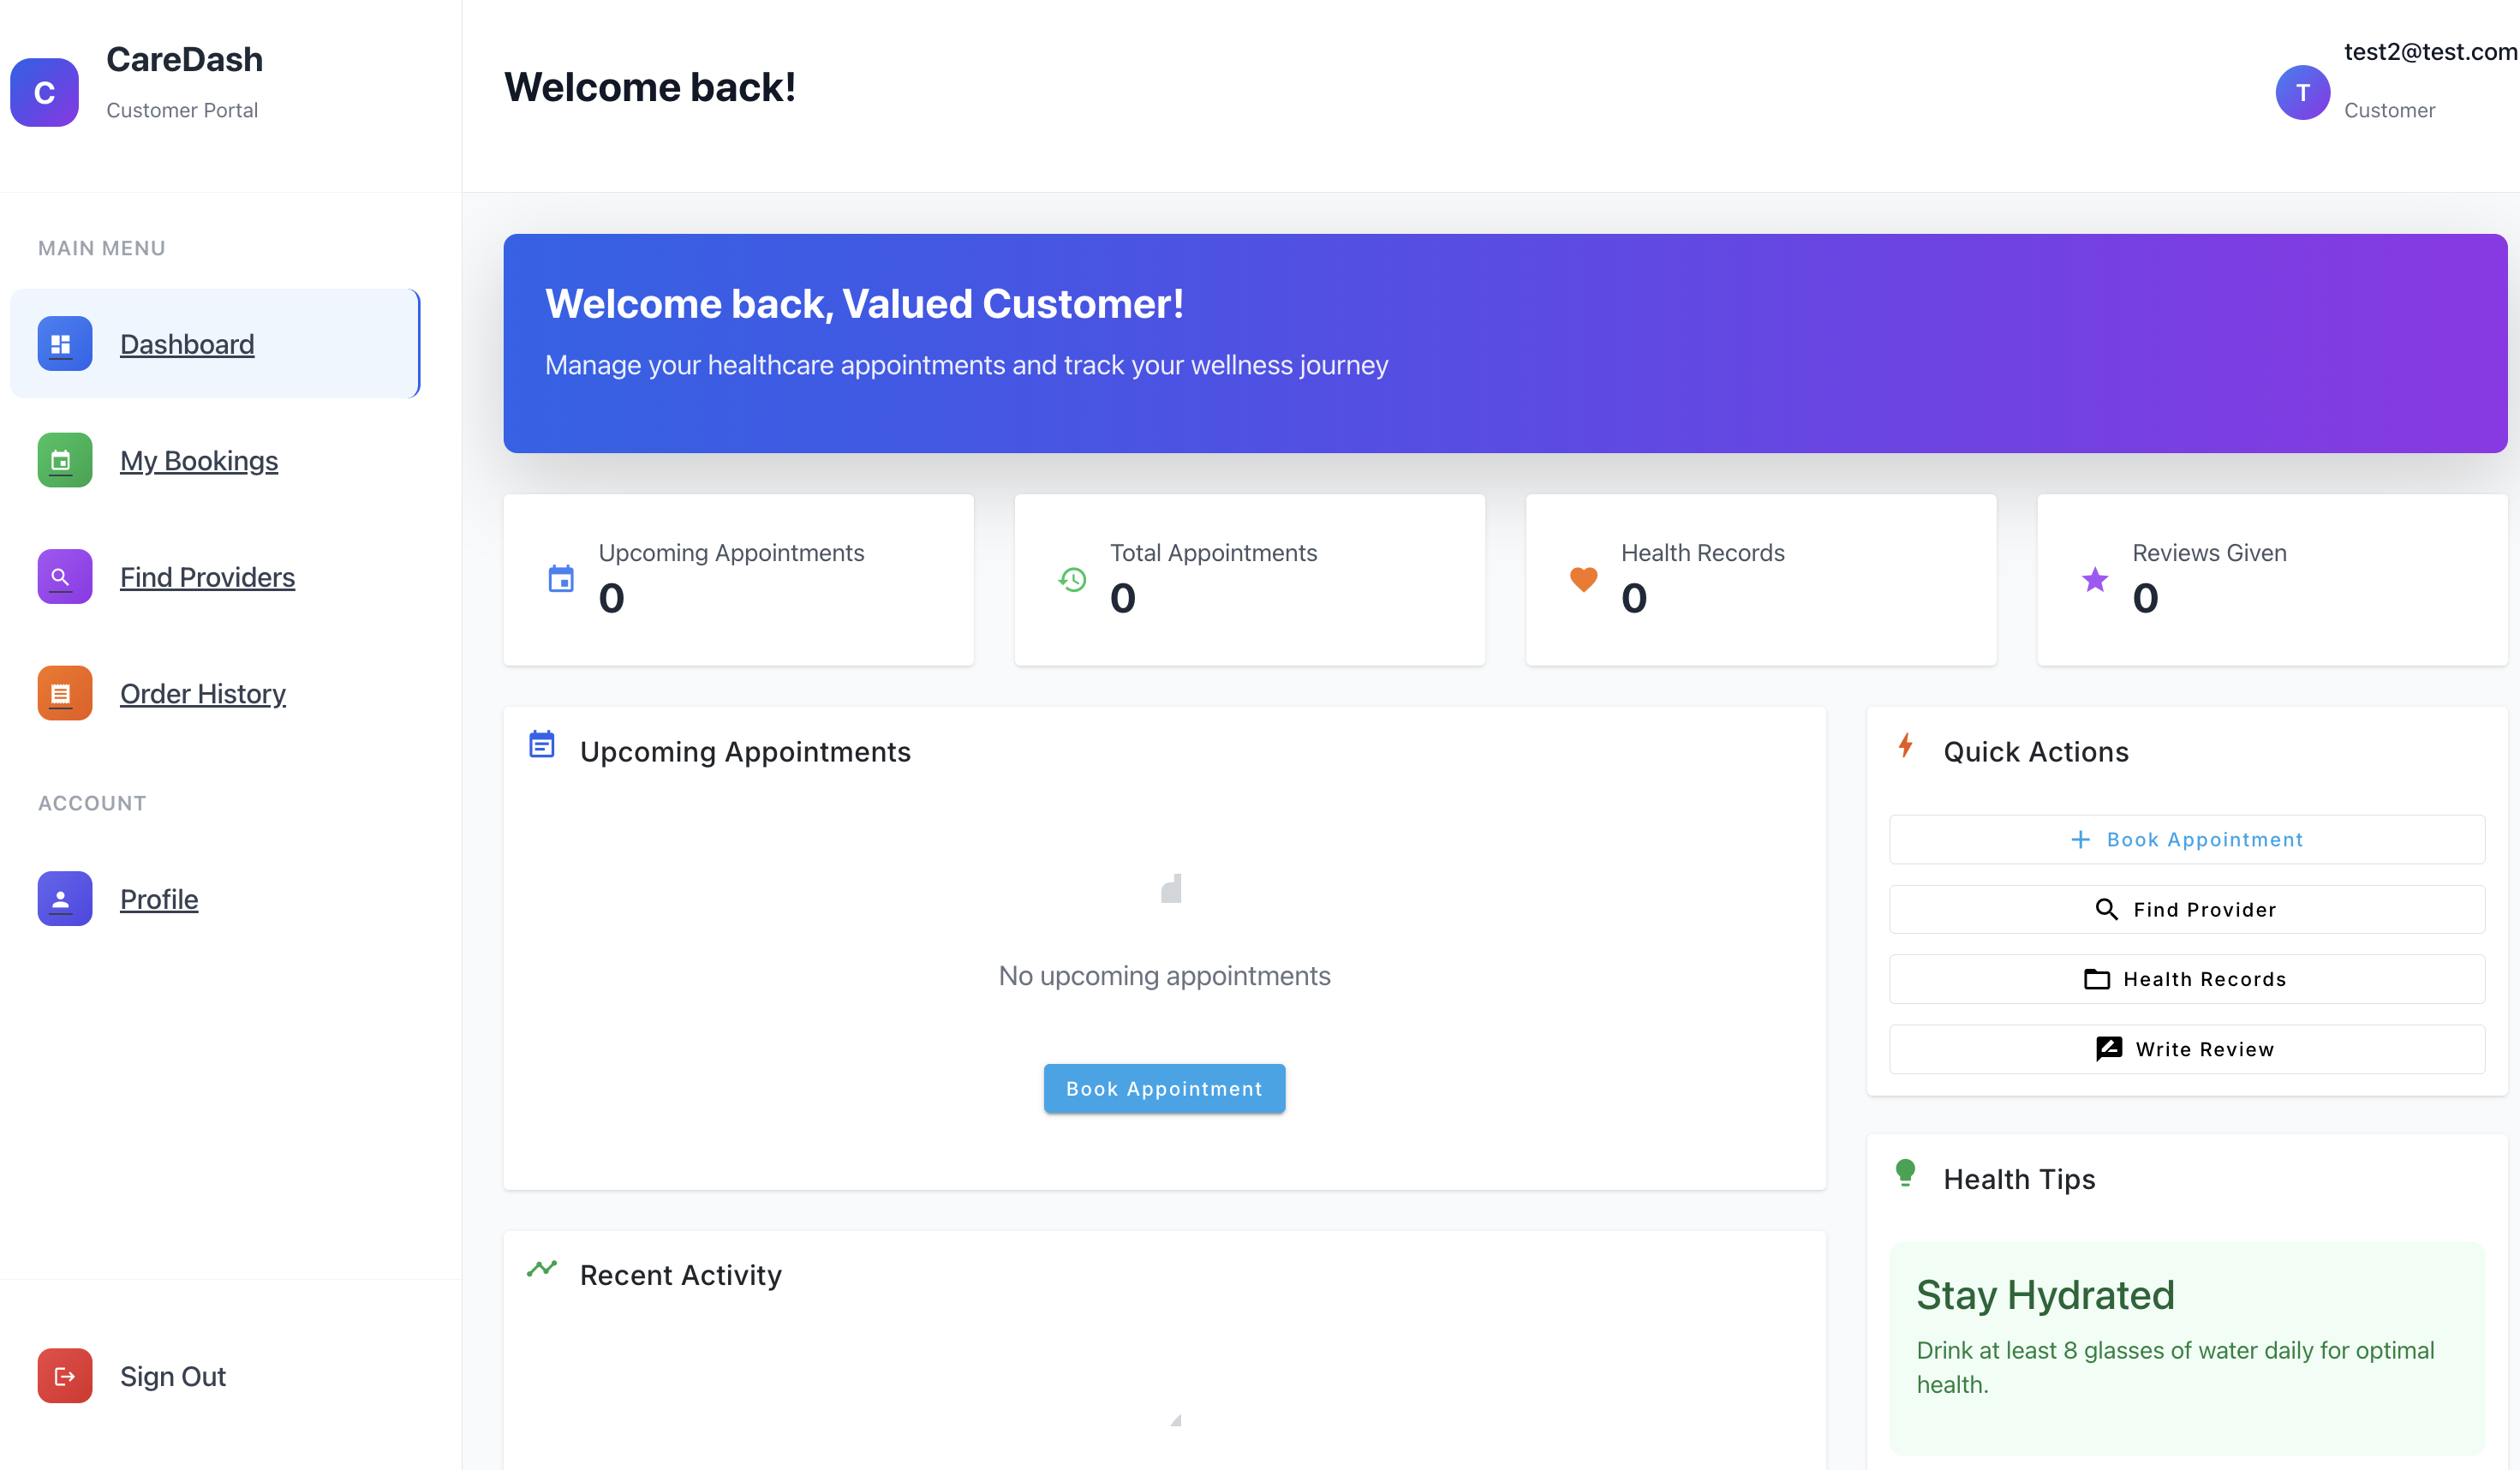 C
CareDash
Customer Portal
MAIN MENU
Dashboard
My Bookings
Find Providers
Order History
ACCOUNT
Profile
Sign Out
Welcome back!
T
test2@test.com
Customer
Welcome back, Valued Customer!
Manage your healthcare appointments and track your wellness journey
Upcoming Appointments
0
Total Appointments
0
Health Records
0
Reviews Given
0
Upcoming Appointments
No upcoming appointments
Book Appointment
Recent Activity
Quick Actions
Book Appointment
Find Provider
Health Records
Write Review
Health Tips
Stay Hydrated
Drink at least 8 glasses of water daily for optimal
health.